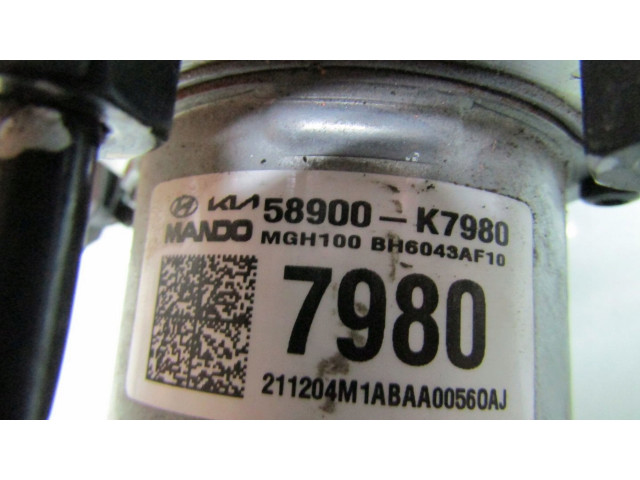 KIA 58900-K7980
MANDO MGH100 BH6043AF10
7980
211204M1ABAA00560AJ